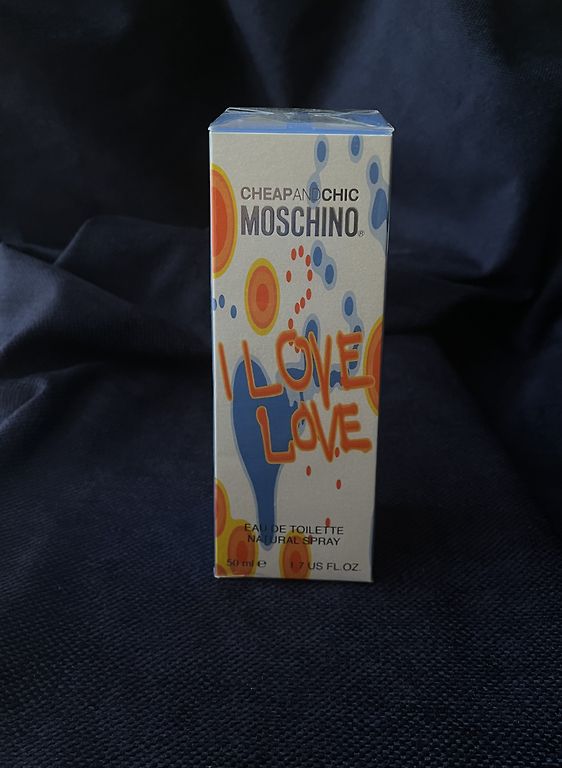 CHEAPANDCHIC
MOSCHINO®
I LOVE
LOVE
EAU DE TOILETTE
NATURAL SPRAY
50 ml ℮ 1.7 US FL.OZ.